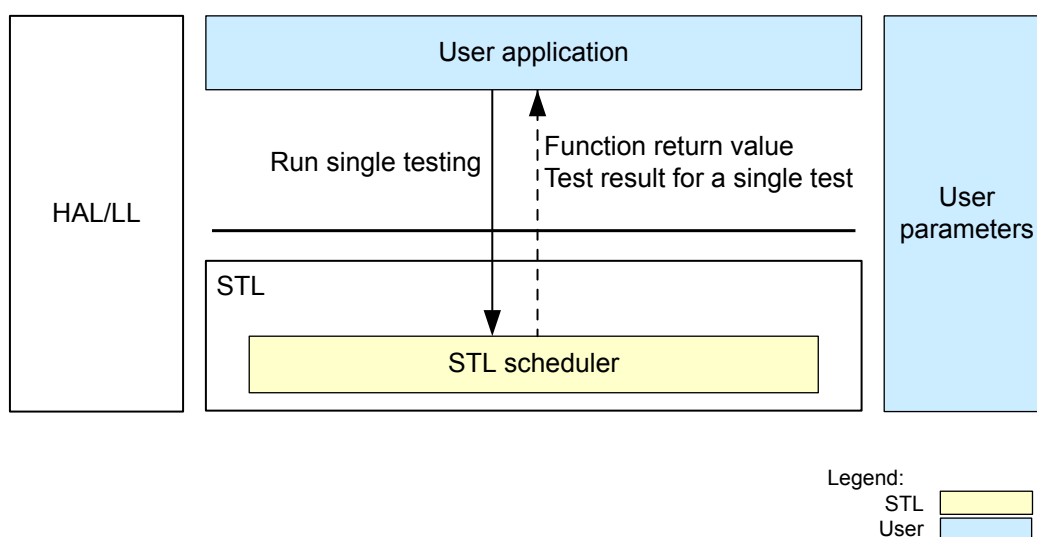 User application
Run single testing
Function return value
Test result for a single test
HAL/LL
User
parameters
STL
STL scheduler
Legend:
STL
User